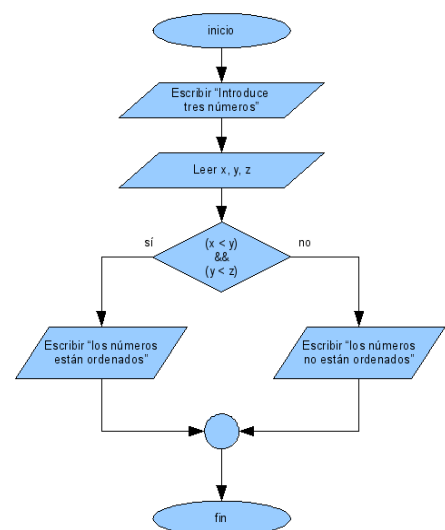 inicio
Escribir “Introduce
tres números”
Leer x, y, z
sí
(x < y)
&&
(y < z)
no
Escribir “los números
están ordenados”
Escribir “los números
no están ordenados”
fin